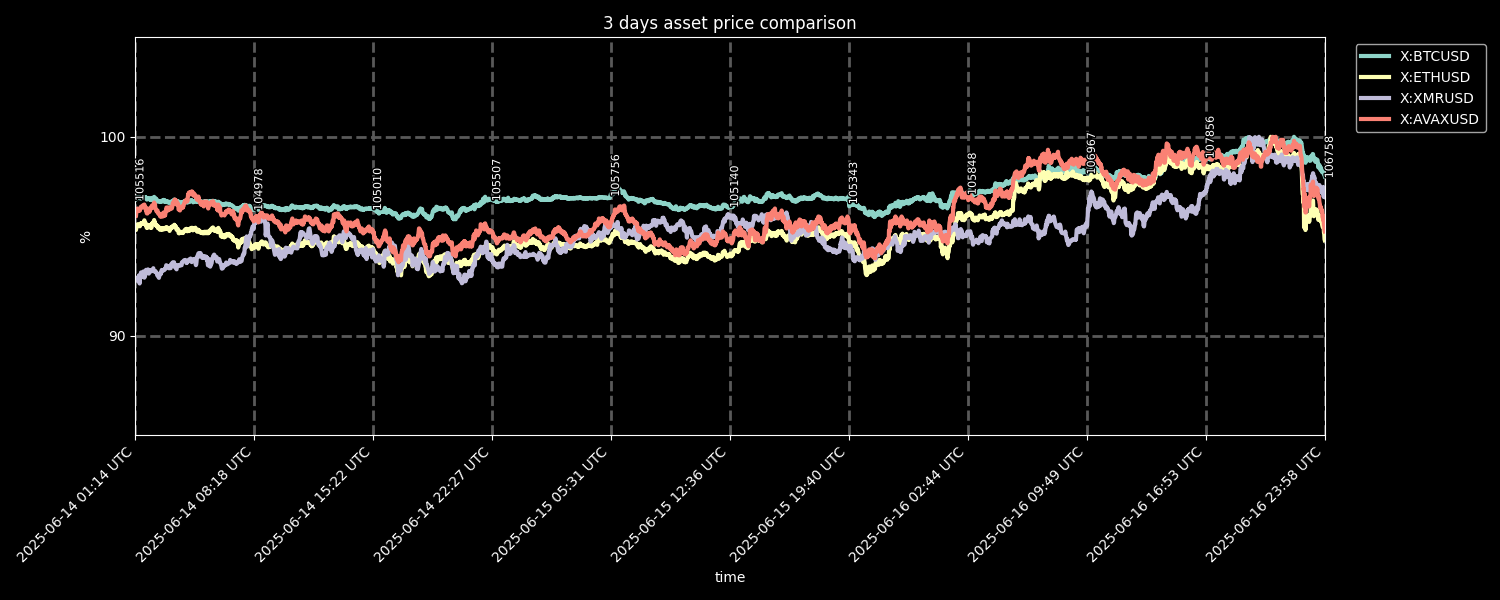 3 days asset price comparison
X:BTCUSD
X:ETHUSD
X:XMRUSD
X:AVAXUSD
100
90
%
105516
104978
105010
105507
105756
105140
105343
105848
106967
107856
106758
2025-06-14 01:14 UTC
2025-06-14 08:18 UTC
2025-06-14 15:22 UTC
2025-06-14 22:27 UTC
2025-06-15 05:31 UTC
2025-06-15 12:36 UTC
2025-06-15 19:40 UTC
2025-06-16 02:44 UTC
2025-06-16 09:49 UTC
2025-06-16 16:53 UTC
2025-06-16 23:58 UTC
time